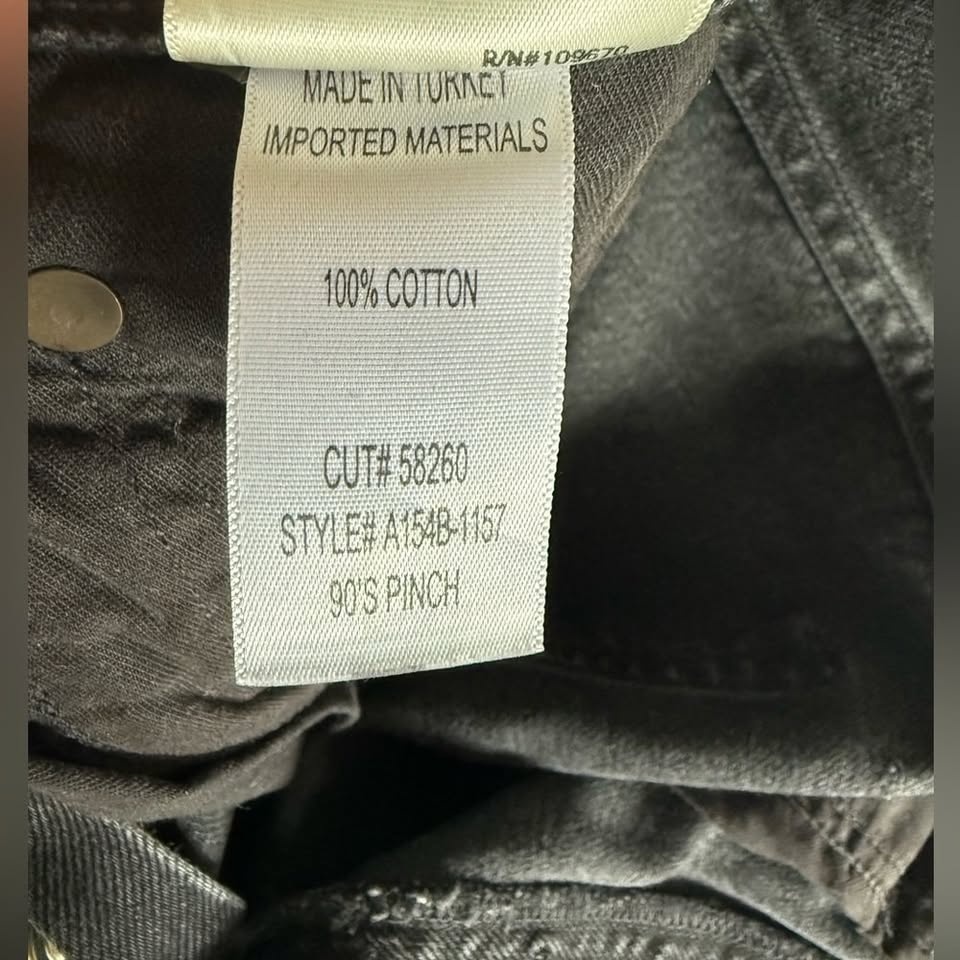 R/N#109670
MADE IN TURKEY
IMPORTED MATERIALS
100% COTTON
CUT# 58260
STYLE# A154B-1157
90'S PINCH